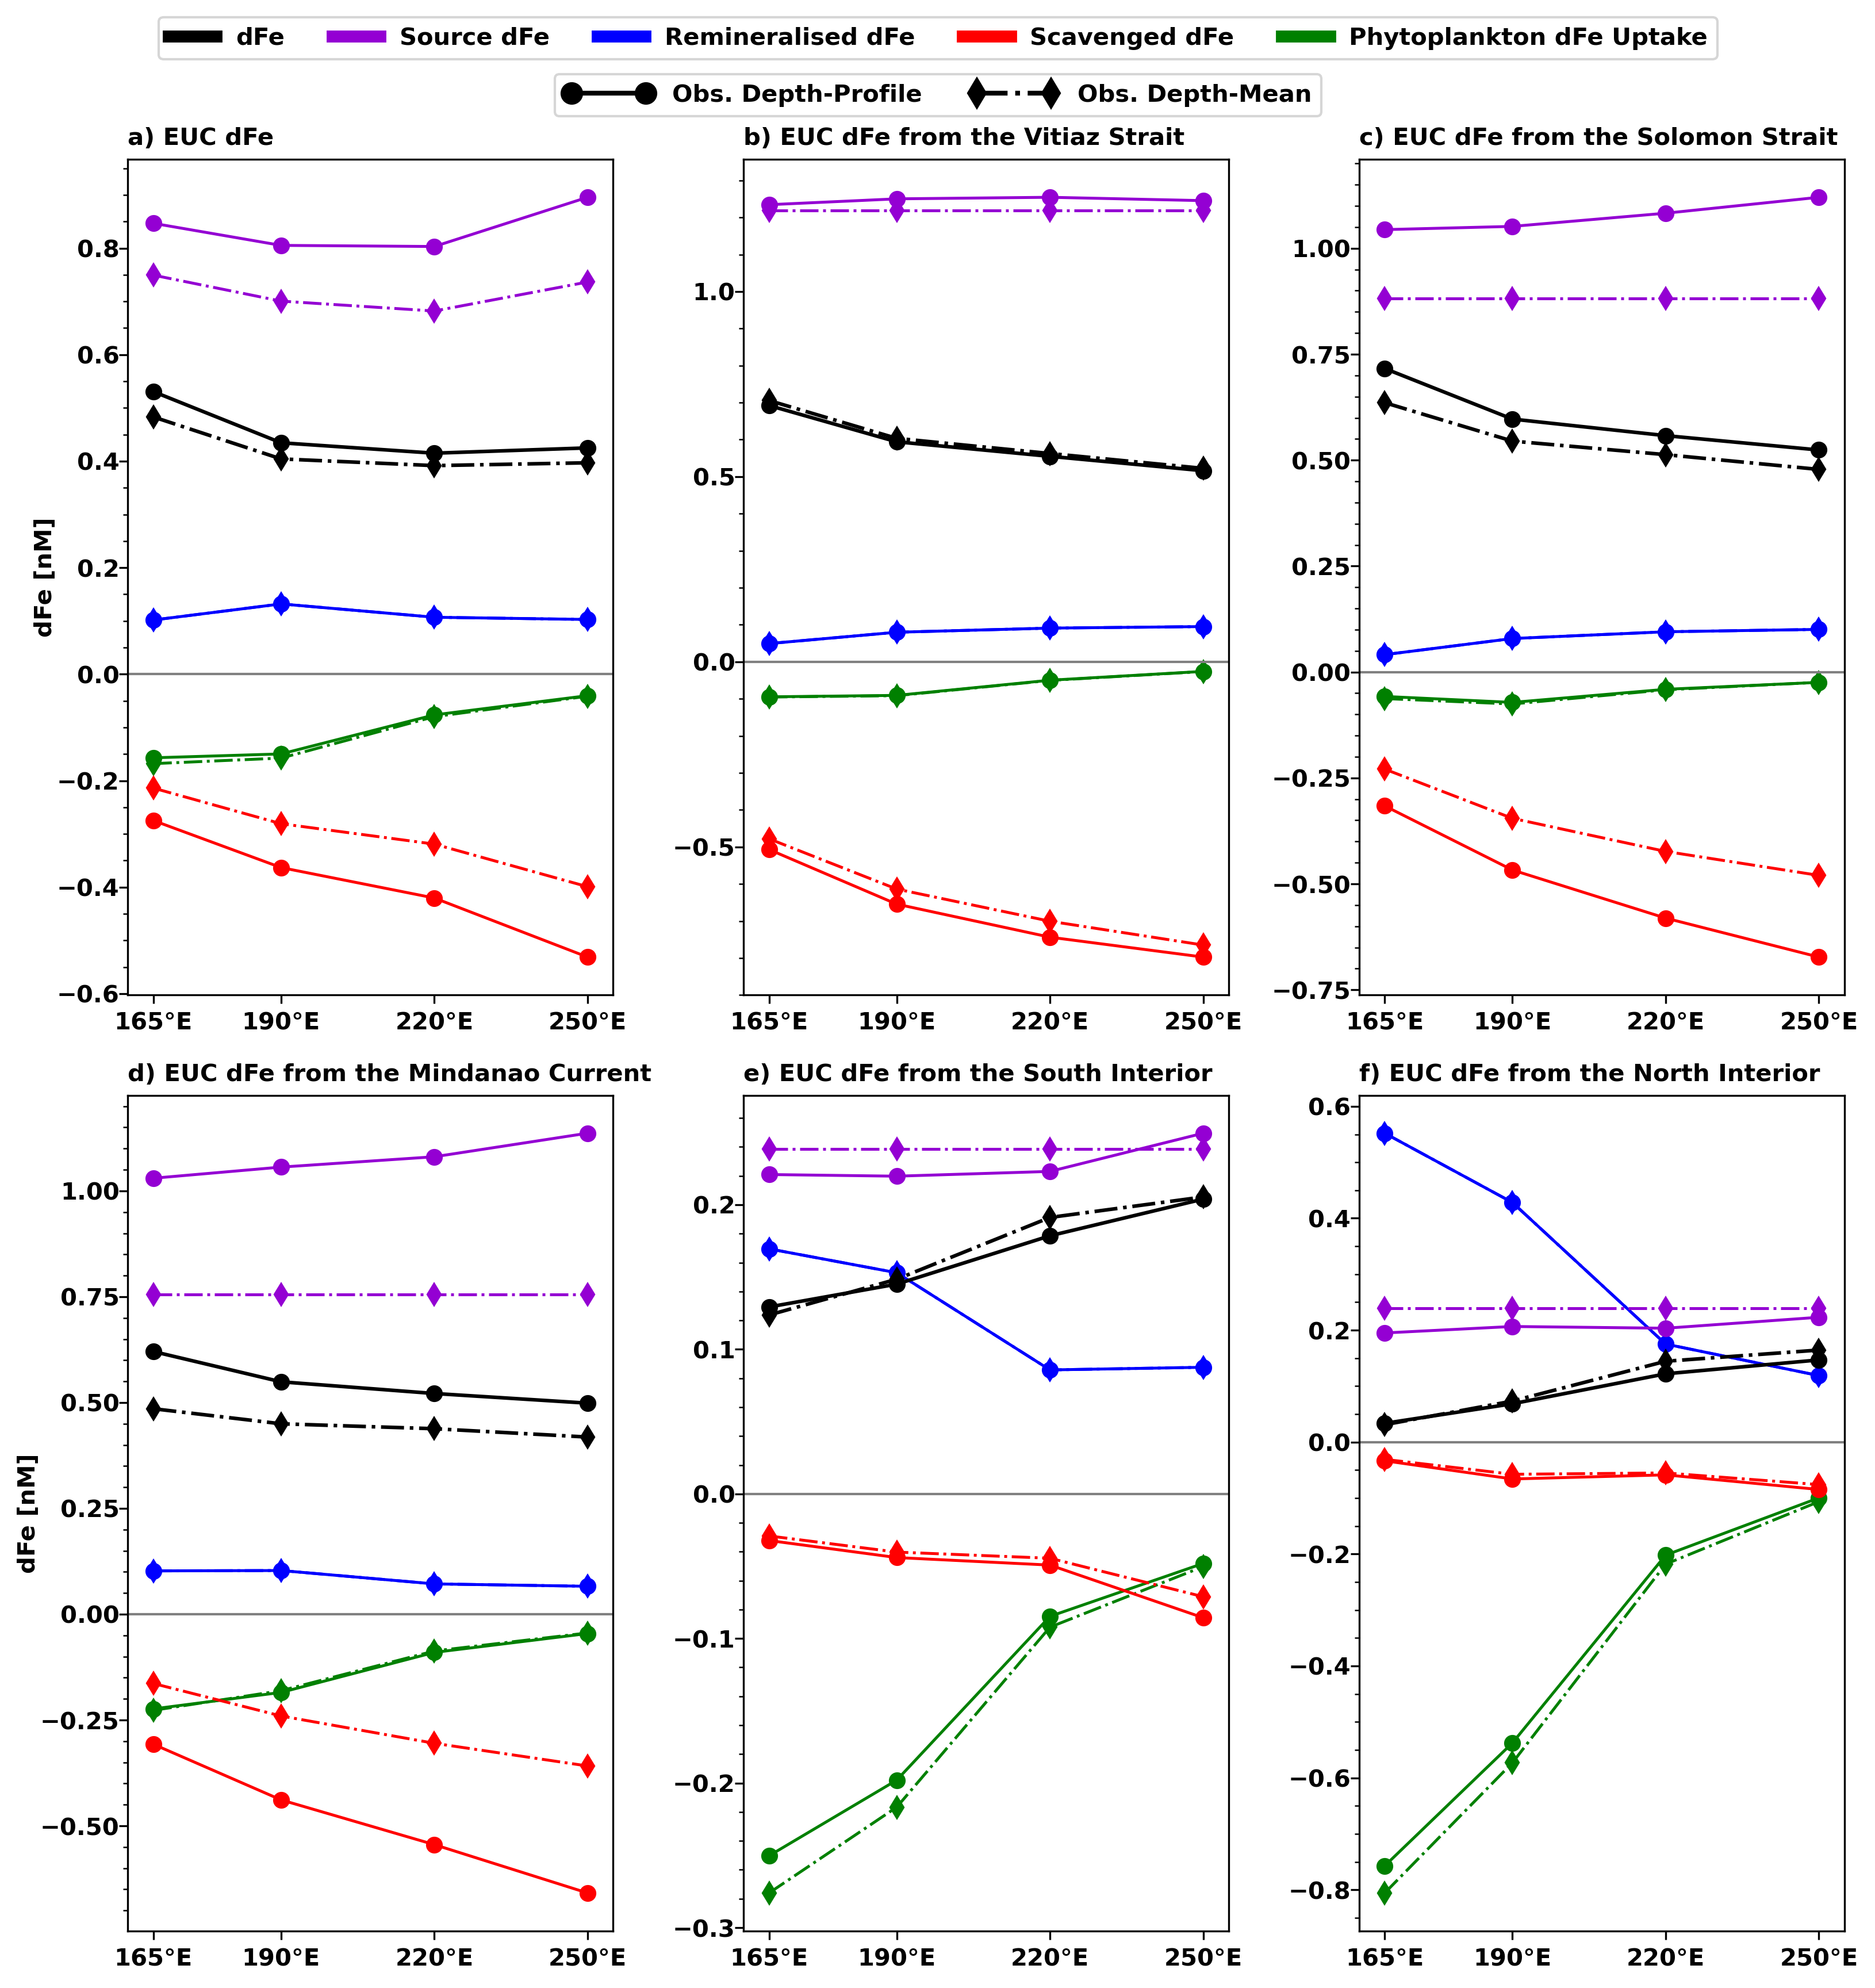 dFe Source dFe Remineralised dFe Scavenged dFe Phytoplankton dFe Uptake
Obs. Depth-Profile Obs. Depth-Mean
a) EUC dFe
b) EUC dFe from the Vitiaz Strait
c) EUC dFe from the Solomon Strait
dFe [nM]
0.8
0.6
0.4
0.2
0.0
−0.2
−0.4
−0.6
165°E 190°E 220°E 250°E
1.0
0.5
0.0
−0.5
165°E 190°E 220°E 250°E
1.00
0.75
0.50
0.25
0.00
−0.25
−0.50
−0.75
165°E 190°E 220°E 250°E
d) EUC dFe from the Mindanao Current
e) EUC dFe from the South Interior
f) EUC dFe from the North Interior
dFe [nM]
1.00
0.75
0.50
0.25
0.00
−0.25
−0.50
165°E 190°E 220°E 250°E
0.2
0.1
0.0
−0.1
−0.2
−0.3
165°E 190°E 220°E 250°E
0.6
0.4
0.2
0.0
−0.2
−0.4
−0.6
−0.8
165°E 190°E 220°E 250°E